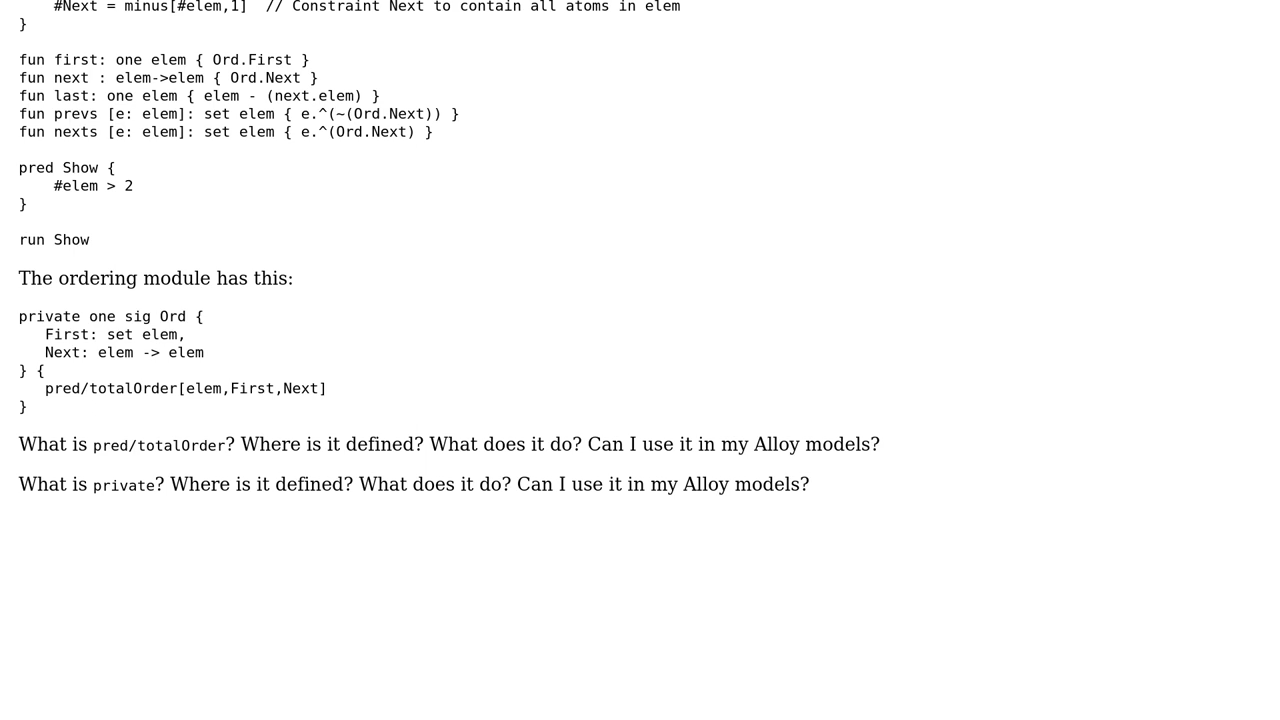 #Next = minus[#elem,1]  // Constraint Next to contain all atoms in elem
}
fun first: one elem { Ord.First }
fun next : elem->elem { Ord.Next }
fun last: one elem { elem - (next.elem) }
fun prevs [e: elem]: set elem { e.^(~(Ord.Next)) }
fun nexts [e: elem]: set elem { e.^(Ord.Next) }
pred Show {
    #elem > 2
}
run Show
The ordering module has this:
private one sig Ord {
   First: set elem,
   Next: elem -> elem
} {
   pred/totalOrder[elem,First,Next]
}
What is pred/totalOrder? Where is it defined? What does it do? Can I use it in my Alloy models?
What is private? Where is it defined? What does it do? Can I use it in my Alloy models?